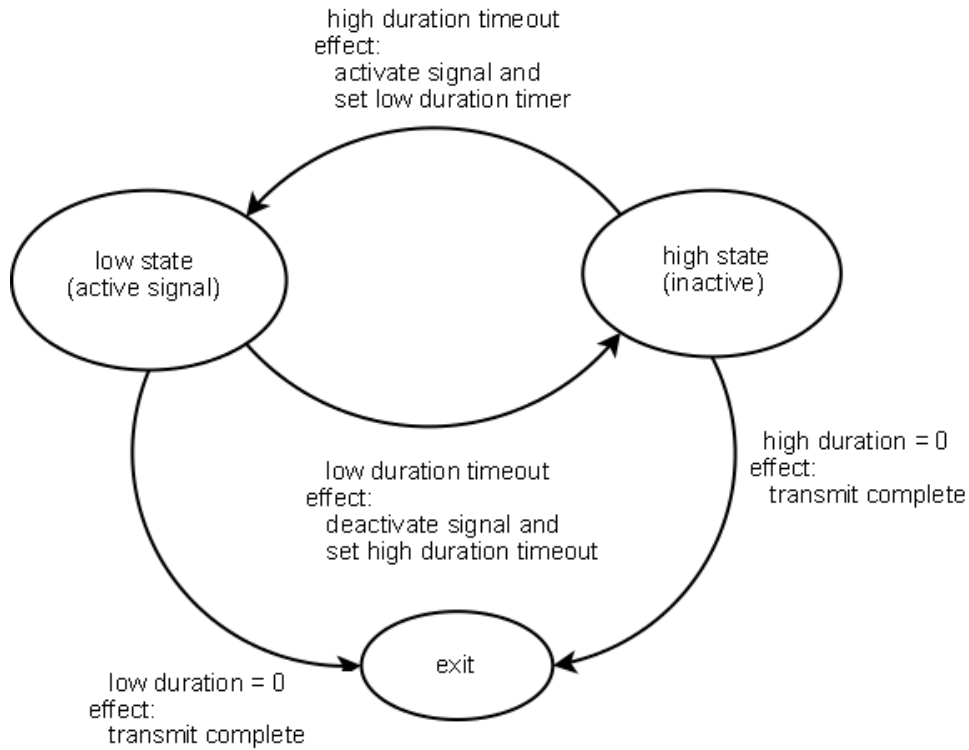 high duration timeout
effect:
activate signal and
set low duration timer
low state
(active signal)
high state
(inactive)
high duration = 0
effect:
transmit complete
low duration timeout
effect:
deactivate signal and
set high duration timeout
exit
low duration = 0
effect:
transmit complete